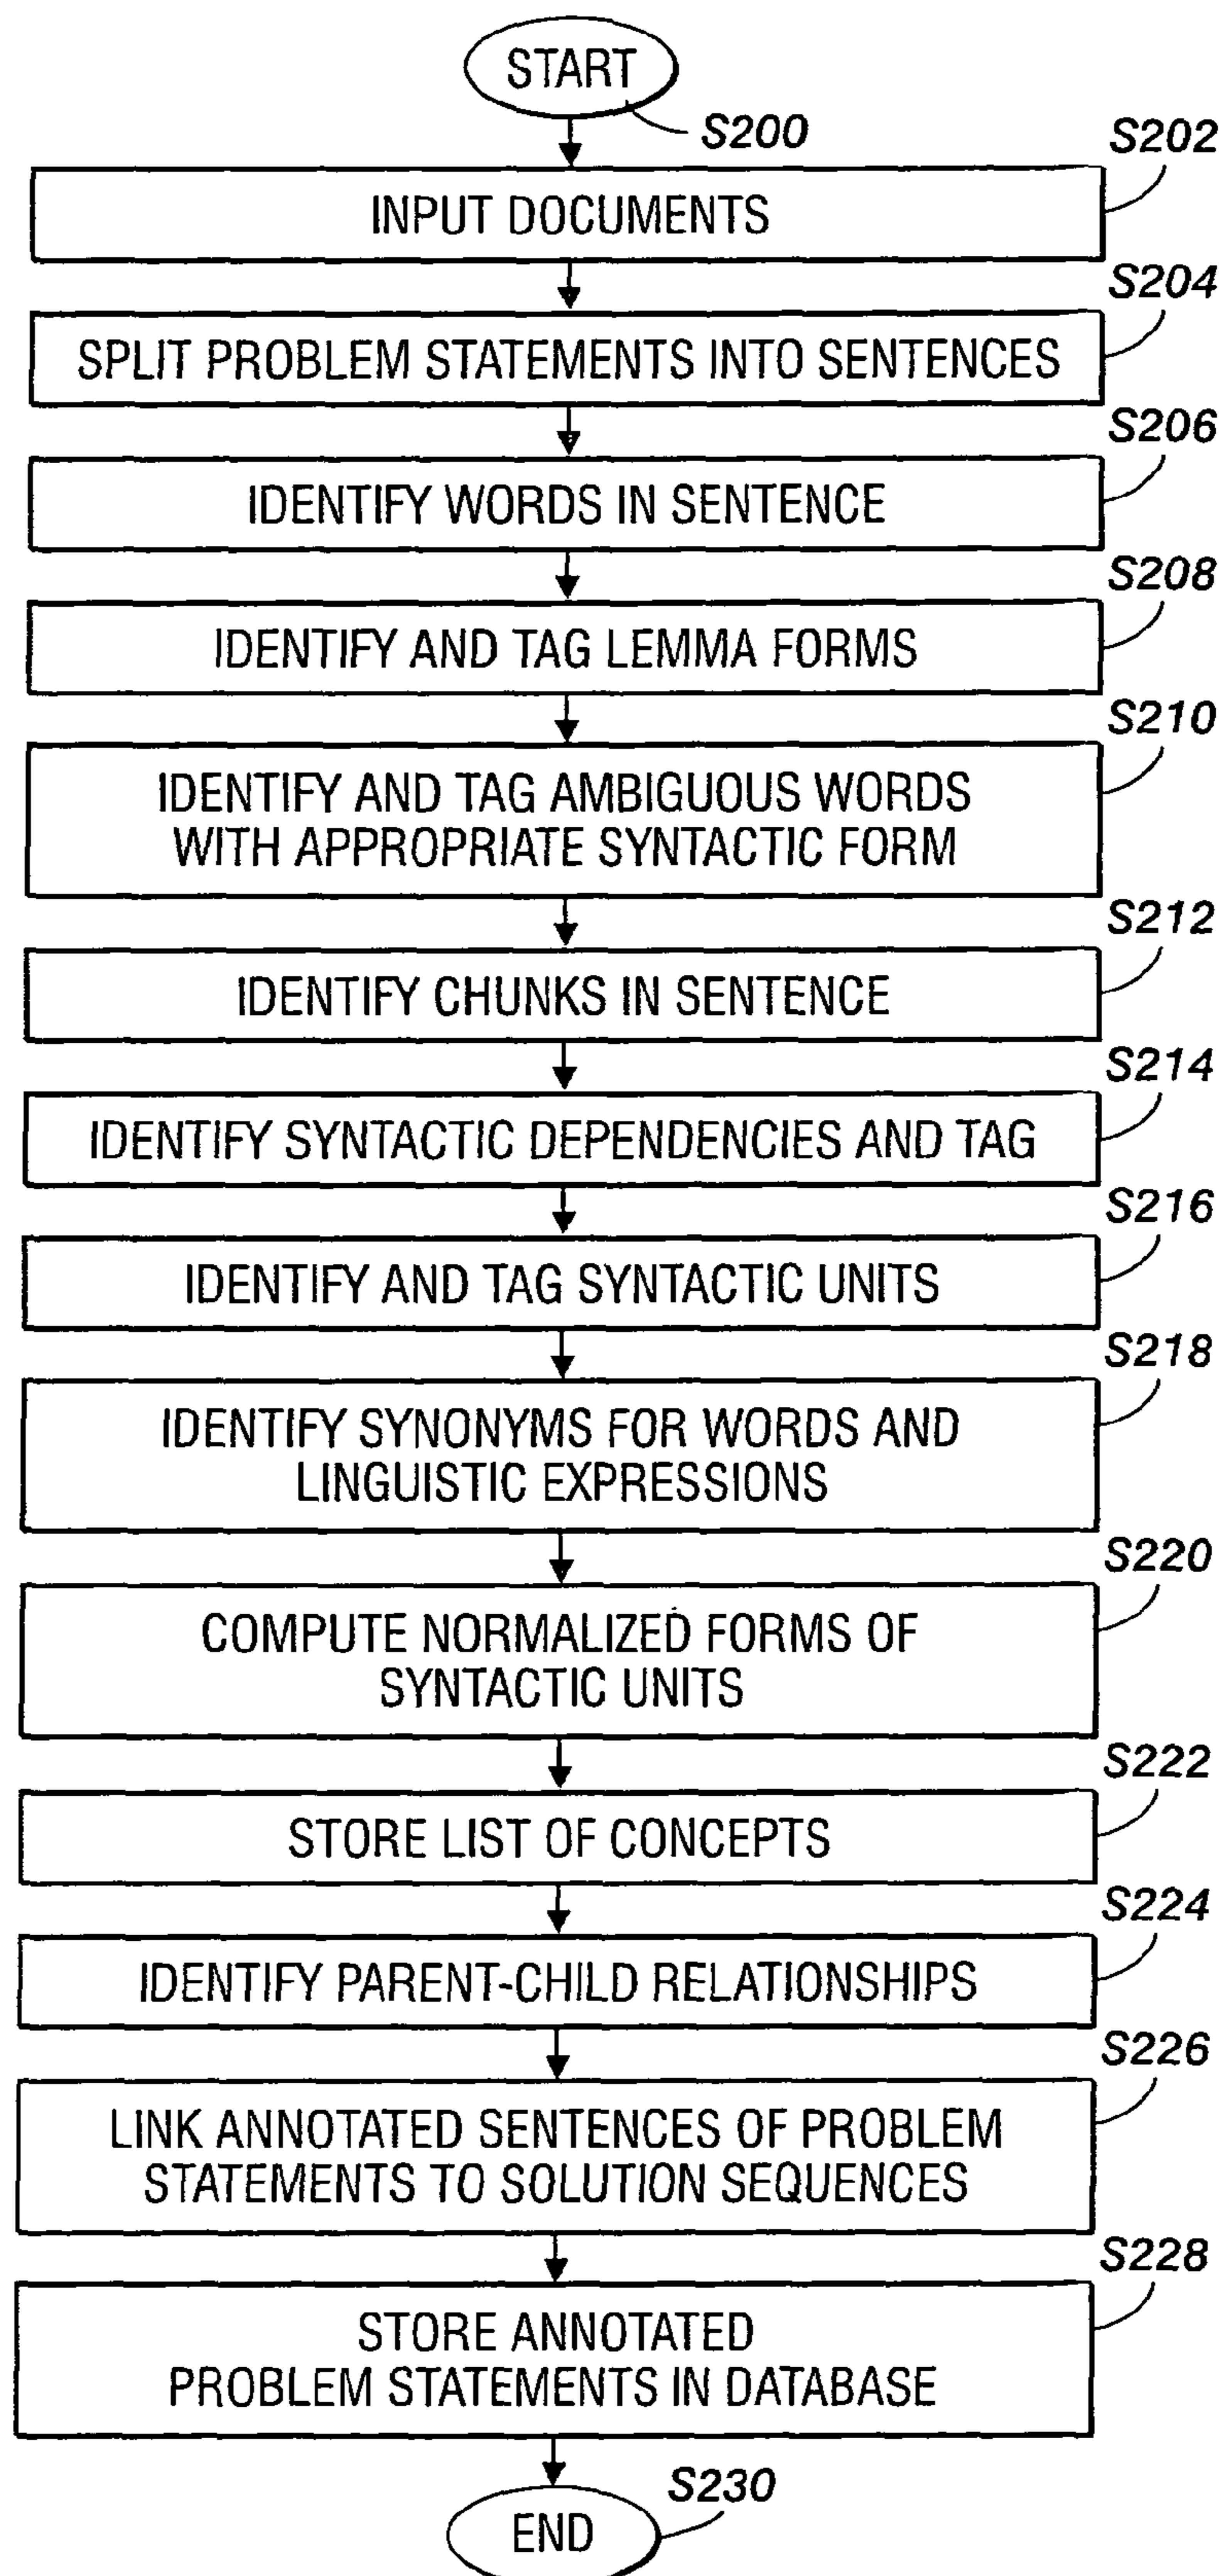 START
S200
S202
INPUT DOCUMENTS
S204
SPLIT PROBLEM STATEMENTS INTO SENTENCES
S206
IDENTIFY WORDS IN SENTENCE
S208
IDENTIFY AND TAG LEMMA FORMS
S210
IDENTIFY AND TAG AMBIGUOUS WORDS
WITH APPROPRIATE SYNTACTIC FORM
S212
IDENTIFY CHUNKS IN SENTENCE
S214
IDENTIFY SYNTACTIC DEPENDENCIES AND TAG
S216
IDENTIFY AND TAG SYNTACTIC UNITS
S218
IDENTIFY SYNONYMS FOR WORDS AND
LINGUISTIC EXPRESSIONS
S220
COMPUTE NORMALIZED FORMS OF
SYNTACTIC UNITS
S222
STORE LIST OF CONCEPTS
S224
IDENTIFY PARENT-CHILD RELATIONSHIPS
S226
LINK ANNOTATED SENTENCES OF PROBLEM
STATEMENTS TO SOLUTION SEQUENCES
S228
STORE ANNOTATED
PROBLEM STATEMENTS IN DATABASE
S230
END